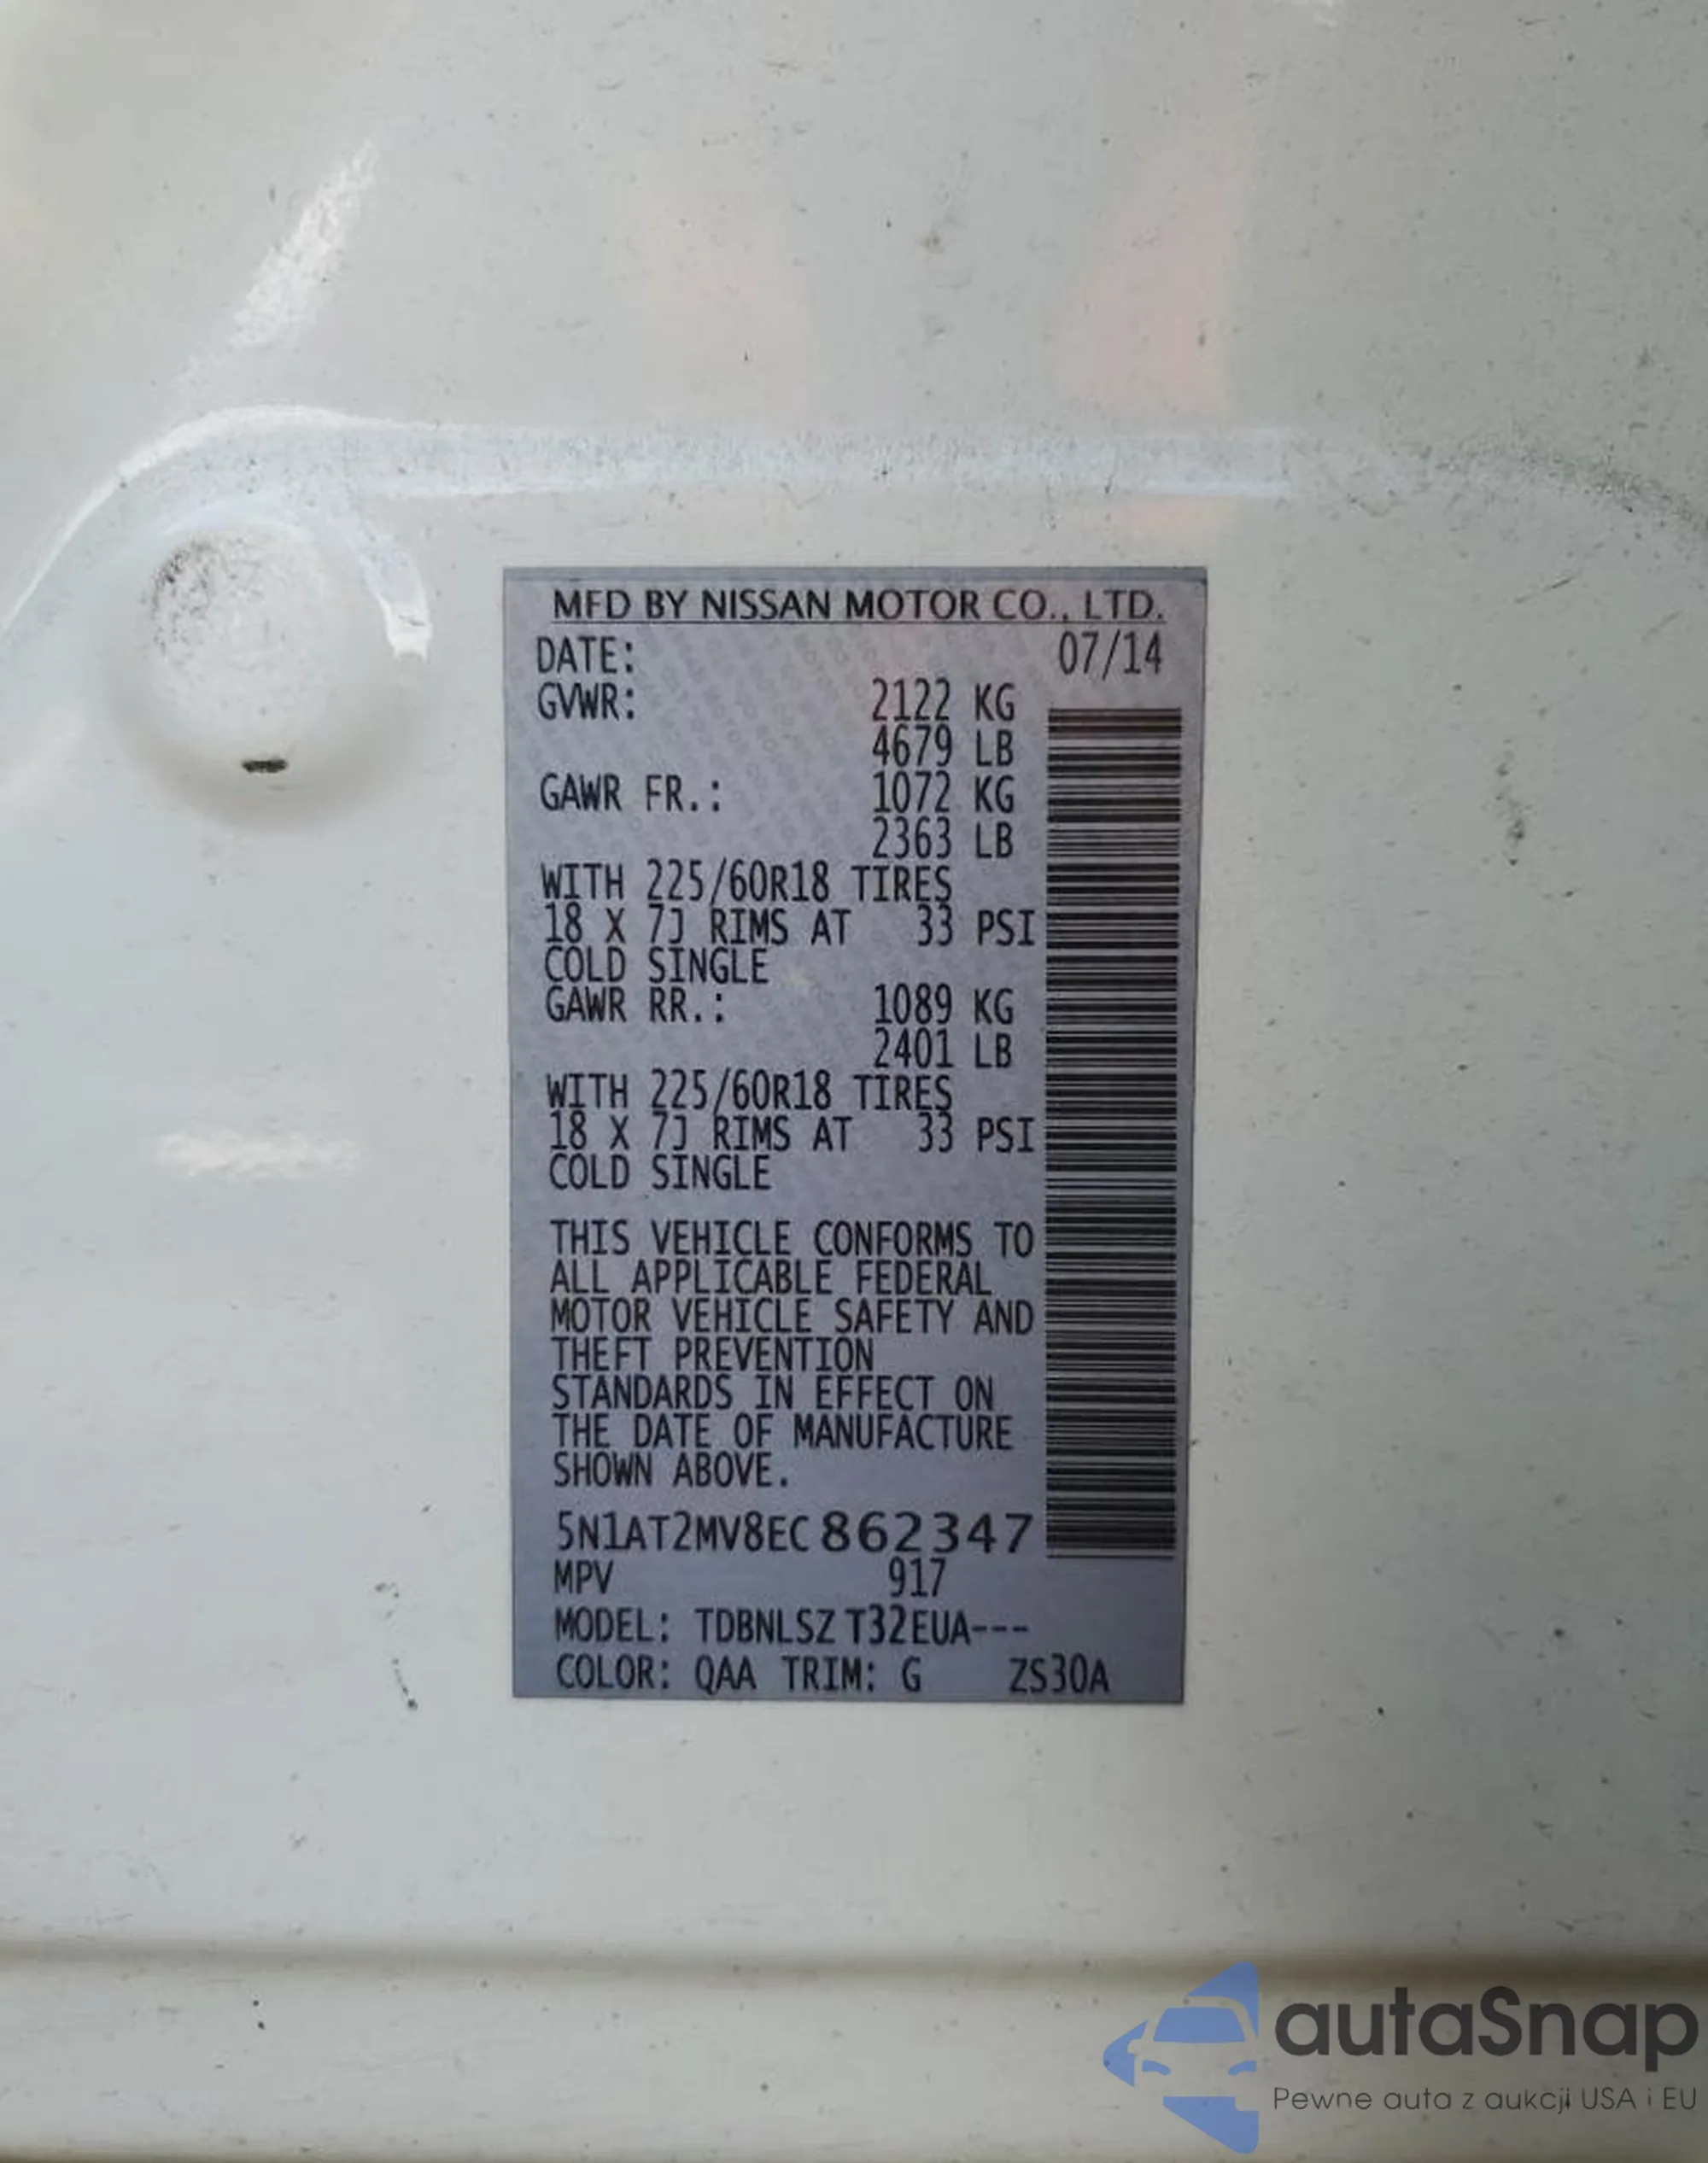 MFD BY NISSAN MOTOR CO., LTD.
DATE: 07/14
GVWR: 2122 KG
4679 LB
GAWR FR.: 1072 KG
2363 LB
WITH 225/60R18 TIRES
18 X 7J RIMS AT 33 PSI
COLD SINGLE
GAWR RR.: 1089 KG
2401 LB
WITH 225/60R18 TIRES
18 X 7J RIMS AT 33 PSI
COLD SINGLE
THIS VEHICLE CONFORMS TO
ALL APPLICABLE FEDERAL
MOTOR VEHICLE SAFETY AND
THEFT PREVENTION
STANDARDS IN EFFECT ON
THE DATE OF MANUFACTURE
SHOWN ABOVE.
5N1AT2MV8EC862347
MPV 917
MODEL: TDBNLSZ T32EUA---
COLOR: QAA TRIM: G ZS30A
autaSnap
Pewne auta z aukcji USA i EU